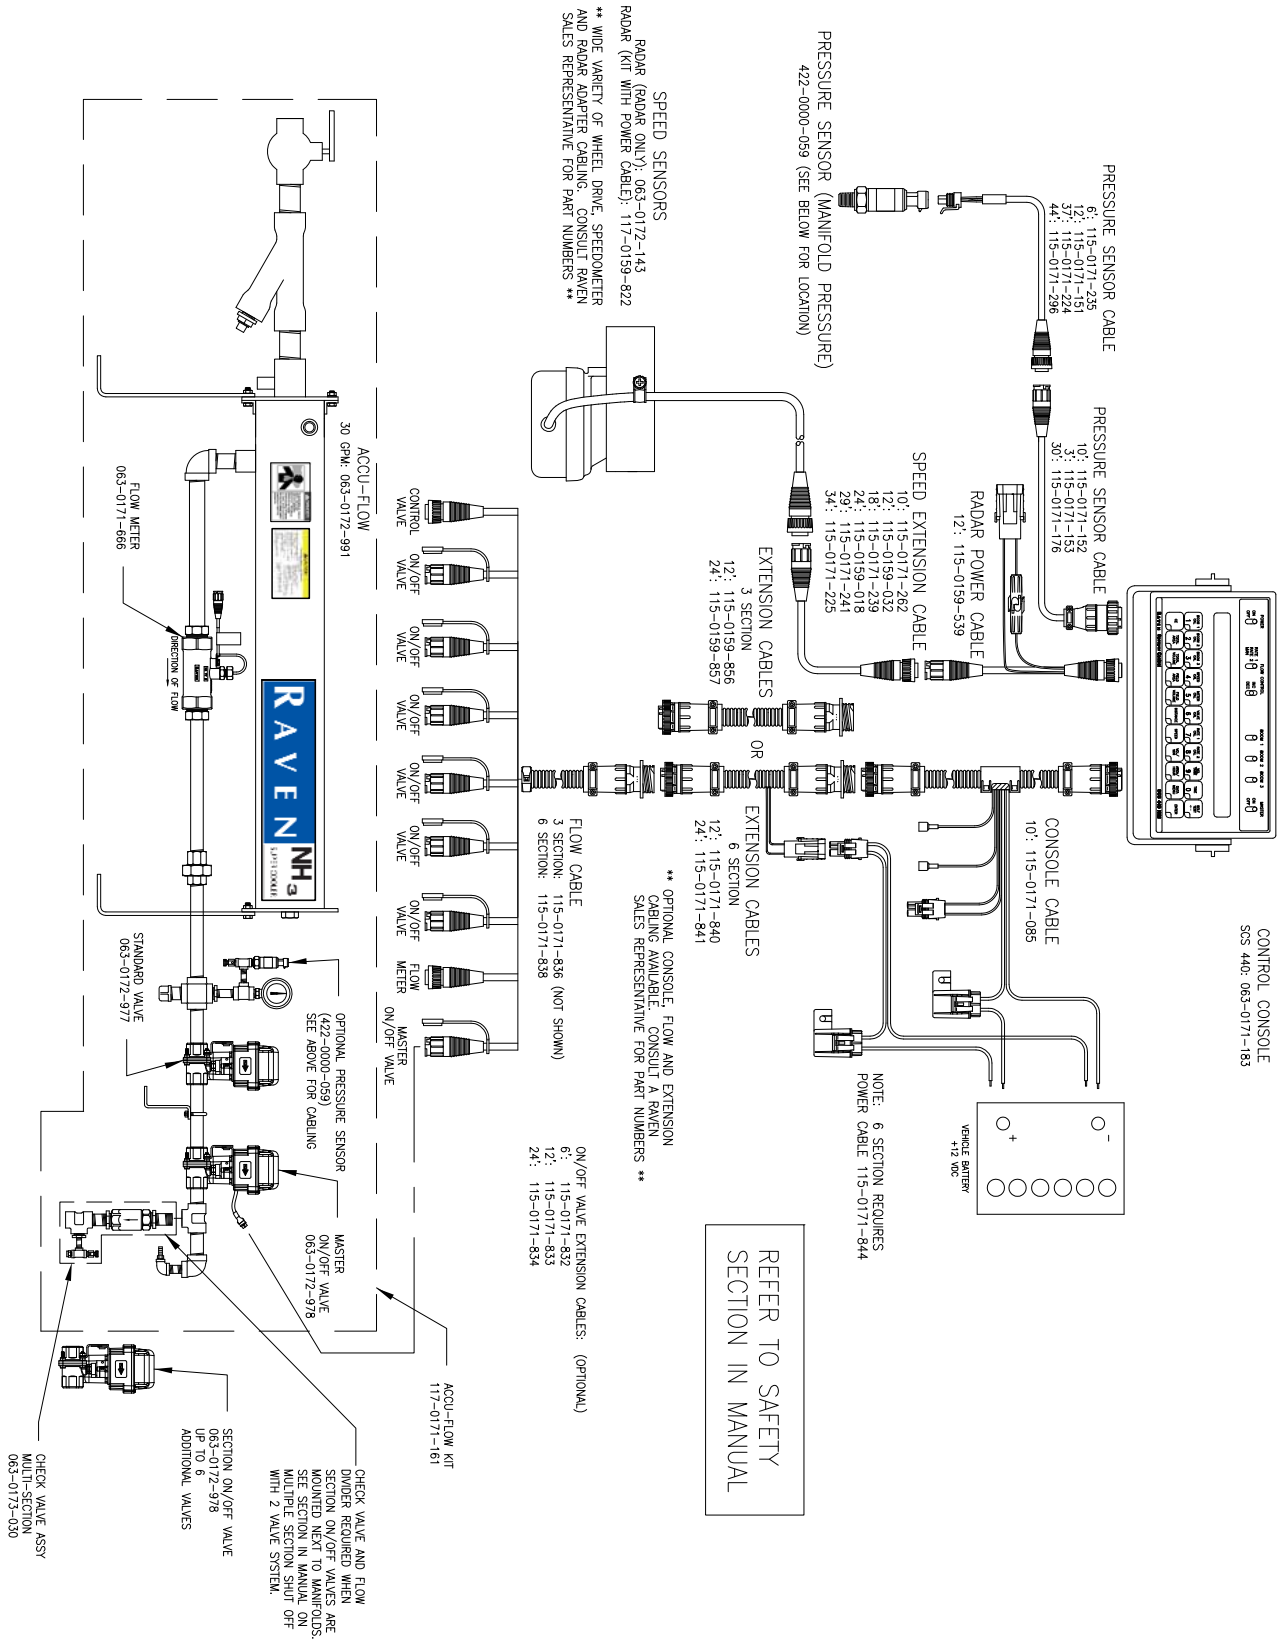 CONTROL CONSOLE
SCS 440: 063-0171-183
POWER
ON
OFF
FLOW CONTROL
BOOM 1
BOOM 2
BOOM 3
MASTER
ON
OFF
PRESSURE SENSOR CABLE
6': 115-0171-235
12': 115-0171-151
37': 115-0171-224
44': 115-0171-296
PRESSURE SENSOR CABLE
10': 115-0171-152
3': 115-0171-153
30': 115-0171-176
PRESSURE SENSOR (MANIFOLD PRESSURE)
422-0000-059 (SEE BELOW FOR LOCATION)
RADAR POWER CABLE
12': 115-0159-539
SPEED EXTENSION CABLE
10': 115-0171-262
12': 115-0159-032
18': 115-0171-239
24': 115-0159-018
29': 115-0171-241
34': 115-0171-225
CONSOLE CABLE
10': 115-0171-085
VEHICLE BATTERY
+12 VDC
+
-
NOTE: 6 SECTION REQUIRES
POWER CABLE 115-0171-844
EXTENSION CABLES
3 SECTION
12': 115-0159-856
24': 115-0159-857
OR
EXTENSION CABLES
6 SECTION
12': 115-0171-840
24': 115-0171-841
REFER TO SAFETY
SECTION IN MANUAL
SPEED SENSORS
RADAR (RADAR ONLY): 063-0172-143
RADAR (KIT WITH POWER CABLE): 117-0159-822
** WIDE VARIETY OF WHEEL DRIVE, SPEEDOMETER
AND RADAR ADAPTER CABLING. CONSULT RAVEN
SALES REPRESENTATIVE FOR PART NUMBERS **
** OPTIONAL CONSOLE, FLOW AND EXTENSION
CABLING AVAILABLE. CONSULT A RAVEN
SALES REPRESENTATIVE FOR PART NUMBERS **
FLOW CABLE
3 SECTION: 115-0171-836 (NOT SHOWN)
6 SECTION: 115-0171-838
ON/OFF VALVE EXTENSION CABLES: (OPTIONAL)
6': 115-0171-832
12': 115-0171-833
24': 115-0171-834
CONTROL
VALVE
ON/OFF
VALVE
ON/OFF
VALVE
ON/OFF
VALVE
ON/OFF
VALVE
ON/OFF
VALVE
ON/OFF
VALVE
FLOW
METER
MASTER
ON/OFF VALVE
ACCU-FLOW KIT
117-0171-161
ACCU-FLOW
30 GPM: 063-0172-991
RAVEN
NH3
SUPER COOLER
OPTIONAL PRESSURE SENSOR
(422-0000-059)
SEE ABOVE FOR CABLING
MASTER
ON/OFF VALVE
063-0172-978
CHECK VALVE AND FLOW
DIVIDER REQUIRED WHEN
SECTION ON/OFF VALVES ARE
MOUNTED NEXT TO MANIFOLDS.
SEE SECTION IN MANUAL ON
MULTIPLE SECTION SHUT OFF
WITH 2 VALVE SYSTEM.
DIRECTION OF FLOW
FLOW METER
063-0171-666
STANDARD VALVE
063-0172-977
SECTION ON/OFF VALVE
063-0172-978
UP TO 6
ADDITIONAL VALVES
CHECK VALVE ASSY
MULTI-SECTION
063-0173-030